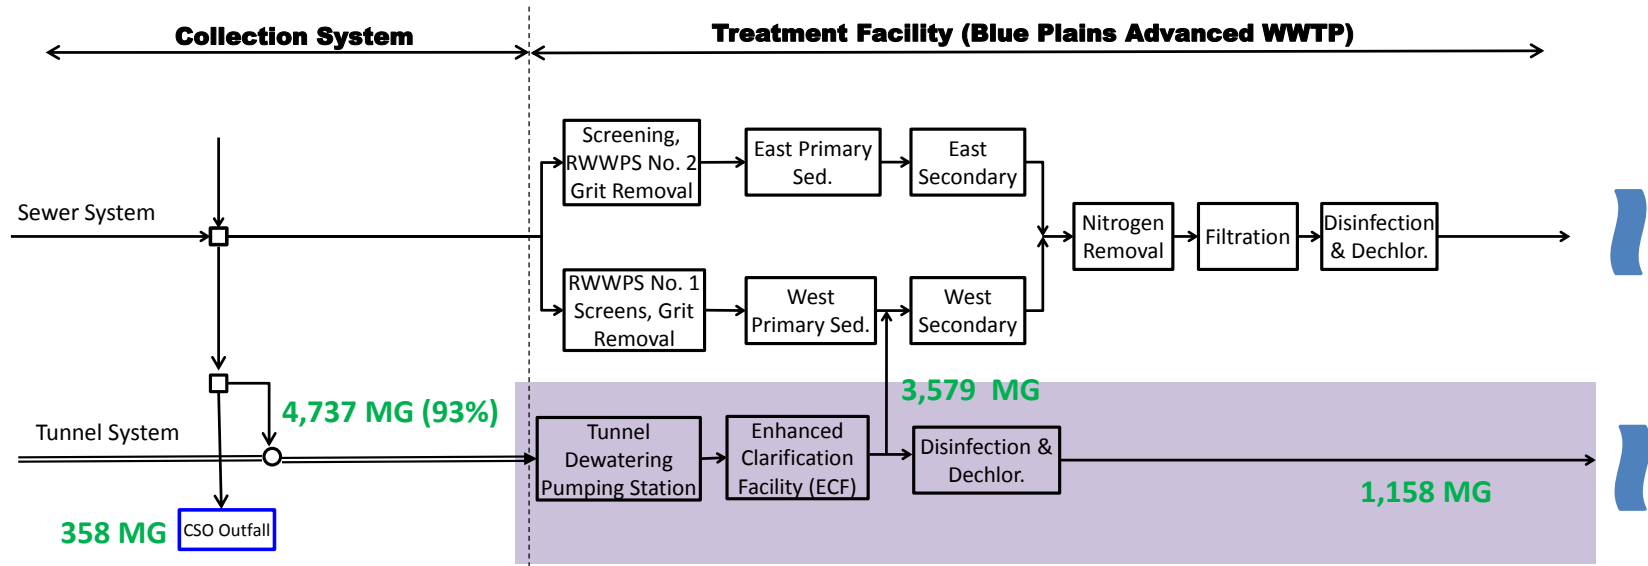 Collection System
Treatment Facility (Blue Plains Advanced WWTP)
Screening,
RWWPS No. 2
Grit Removal
East Primary
Sed.
East
Secondary
Sewer System
Nitrogen
Removal
Filtration
Disinfection
& Dechlor.
RWWPS No. 1
Screens, Grit
Removal
West
Primary Sed.
West
Secondary
3,579 MG
4,737 MG (93%)
Tunnel System
Tunnel
Dewatering
Pumping Station
Enhanced
Clarification
Facility (ECF)
Disinfection &
Dechlor.
1,158 MG
358 MG
CSO Outfall